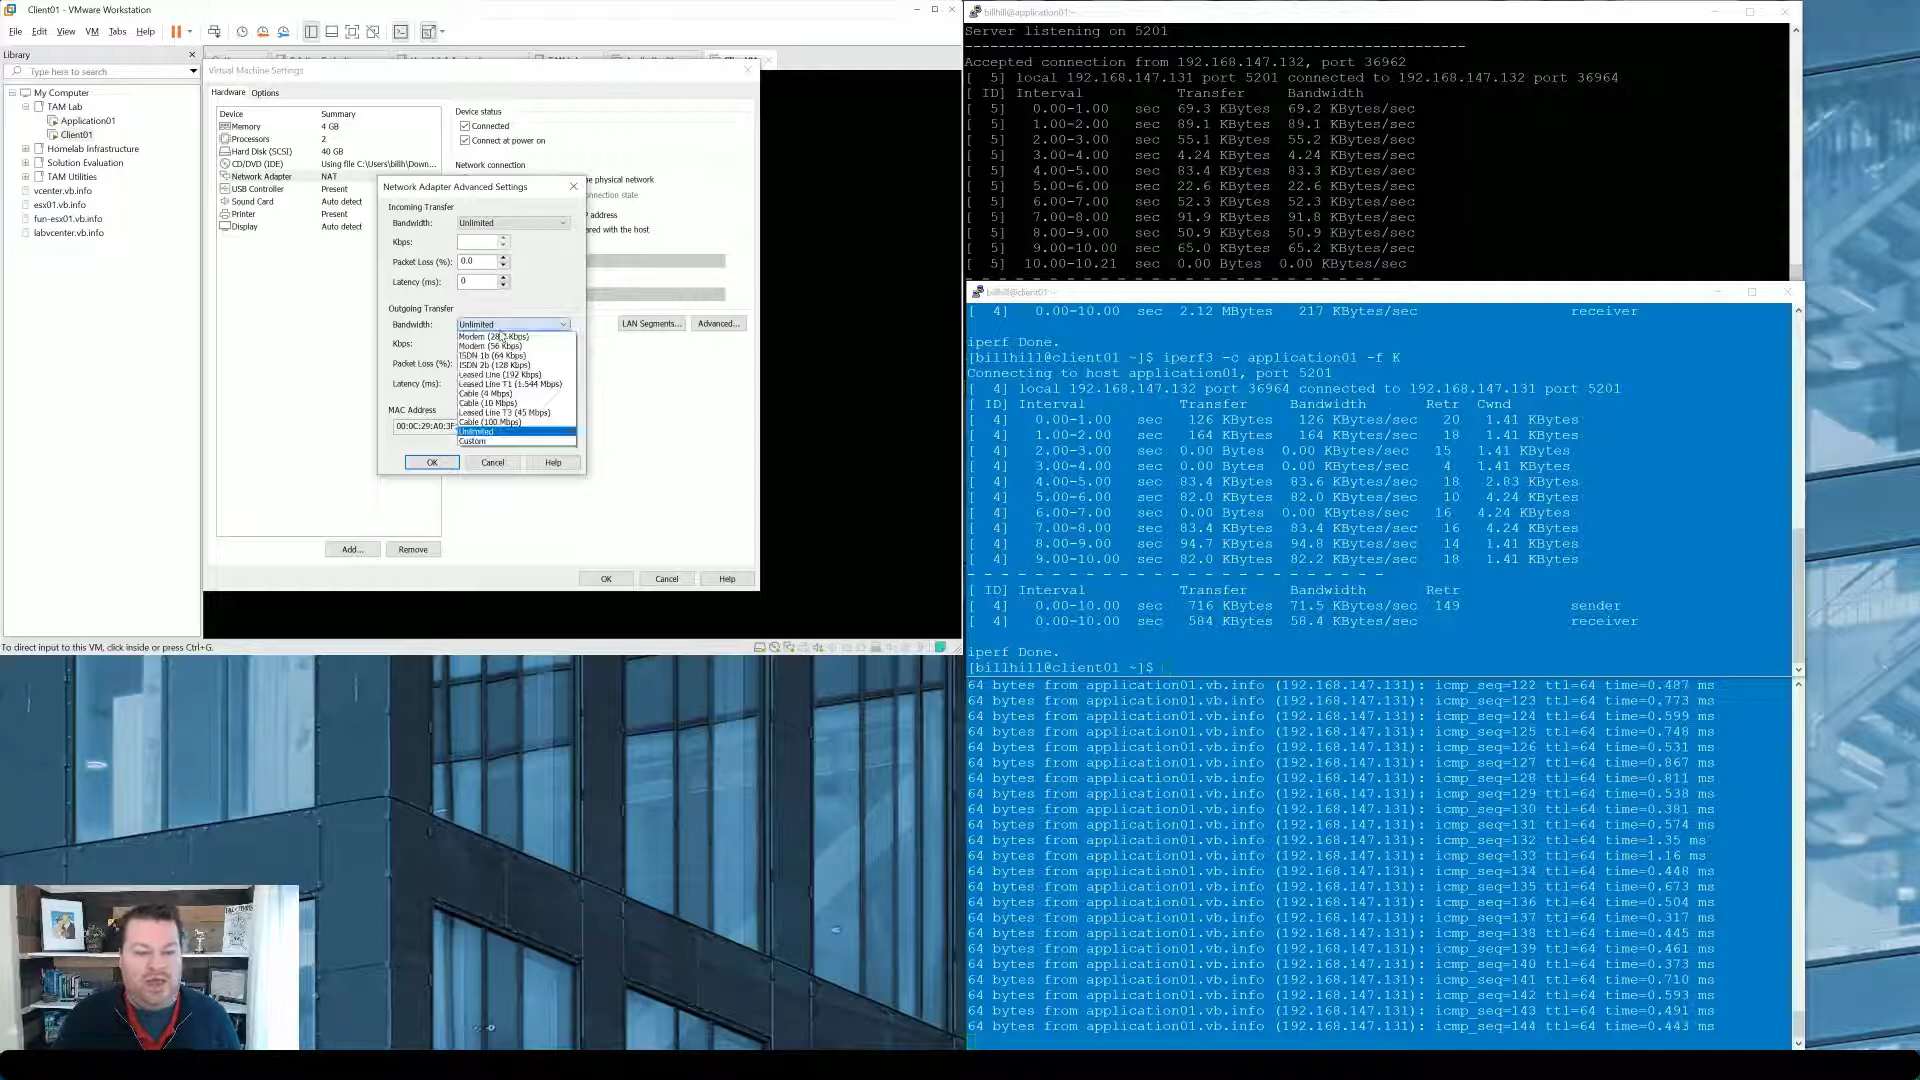 Client01 - VMware Workstation
File Edit View VM Tabs Help
Library
Type here to search
My Computer
TAM Lab
Application01
Client01
Homelab Infrastructure
Solution Evaluation
TAM Utilities
vcenter.vb.info
esx01.vb.info
fun-esx01.vb.info
labvcenter.vb.info
Virtual Machine Settings
Hardware Options
Device Summary
Memory 4 GB
Processors 2
Hard Disk (SCSI) 40 GB
CD/DVD (IDE) Using file C:\Users\billh\Down...
Network Adapter NAT
USB Controller Present
Sound Card Auto detect
Printer Present
Display Auto detect
Add... Remove
Device status
Connected
Connect at power on
Network connection
he physical network
onnection state
P address
ared with the host
LAN Segments... Advanced...
OK Cancel Help
Network Adapter Advanced Settings
Incoming Transfer
Bandwidth: Unlimited
Kbps:
Packet Loss (%): 0.0
Latency (ms): 0
Outgoing Transfer
Bandwidth: Unlimited
Kbps:
Packet Loss (%):
Latency (ms):
Modem (28. Kbps)
Modem (56 Kbps)
ISDN 1b (64 Kbps)
ISDN 2b (128 Kbps)
Leased Line (192 Kbps)
Leased Line T1 (1.544 Mbps)
Cable (4 Mbps)
Cable (10 Mbps)
Leased Line T3 (45 Mbps)
Cable (100 Mbps)
Unlimited
Custom
MAC Address
00:0C:29:A0:3F:
OK Cancel Help
To direct input to this VM, click inside or press Ctrl+G.
billhill@application01:~
Server listening on 5201
-----------------------------------------------------------
Accepted connection from 192.168.147.132, port 36962
[ 5] local 192.168.147.131 port 5201 connected to 192.168.147.132 port 36964
[ ID] Interval Transfer Bandwidth
[ 5] 0.00-1.00 sec 69.3 KBytes 69.2 KBytes/sec
[ 5] 1.00-2.00 sec 89.1 KBytes 89.1 KBytes/sec
[ 5] 2.00-3.00 sec 55.1 KBytes 55.2 KBytes/sec
[ 5] 3.00-4.00 sec 4.24 KBytes 4.24 KBytes/sec
[ 5] 4.00-5.00 sec 83.4 KBytes 83.3 KBytes/sec
[ 5] 5.00-6.00 sec 22.6 KBytes 22.6 KBytes/sec
[ 5] 6.00-7.00 sec 52.3 KBytes 52.3 KBytes/sec
[ 5] 7.00-8.00 sec 91.9 KBytes 91.8 KBytes/sec
[ 5] 8.00-9.00 sec 50.9 KBytes 50.9 KBytes/sec
[ 5] 9.00-10.00 sec 65.0 KBytes 65.2 KBytes/sec
[ 5] 10.00-10.21 sec 0.00 Bytes 0.00 KBytes/sec
- - - - - - - - - - - - - - - - - - - - - - - - -
billhill@client01:~
[ 4] 0.00-10.00 sec 2.12 MBytes 217 KBytes/sec receiver
iperf Done.
[billhill@client01 ~]$ iperf3 -c application01 -f K
Connecting to host application01, port 5201
[ 4] local 192.168.147.132 port 36964 connected to 192.168.147.131 port 5201
[ ID] Interval Transfer Bandwidth Retr Cwnd
[ 4] 0.00-1.00 sec 126 KBytes 126 KBytes/sec 20 1.41 KBytes
[ 4] 1.00-2.00 sec 164 KBytes 164 KBytes/sec 18 1.41 KBytes
[ 4] 2.00-3.00 sec 0.00 Bytes 0.00 KBytes/sec 15 1.41 KBytes
[ 4] 3.00-4.00 sec 0.00 Bytes 0.00 KBytes/sec 4 1.41 KBytes
[ 4] 4.00-5.00 sec 83.4 KBytes 83.6 KBytes/sec 18 2.83 KBytes
[ 4] 5.00-6.00 sec 82.0 KBytes 82.0 KBytes/sec 10 4.24 KBytes
[ 4] 6.00-7.00 sec 0.00 Bytes 0.00 KBytes/sec 16 4.24 KBytes
[ 4] 7.00-8.00 sec 83.4 KBytes 83.4 KBytes/sec 16 4.24 KBytes
[ 4] 8.00-9.00 sec 94.7 KBytes 94.8 KBytes/sec 14 1.41 KBytes
[ 4] 9.00-10.00 sec 82.0 KBytes 82.2 KBytes/sec 18 1.41 KBytes
- - - - - - - - - - - - - - - - - - - - - - - - -
[ ID] Interval Transfer Bandwidth Retr
[ 4] 0.00-10.00 sec 716 KBytes 71.5 KBytes/sec 149 sender
[ 4] 0.00-10.00 sec 584 KBytes 58.4 KBytes/sec receiver
iperf Done.
[billhill@client01 ~]$
64 bytes from application01.vb.info (192.168.147.131): icmp_seq=122 ttl=64 time=0.487 ms
64 bytes from application01.vb.info (192.168.147.131): icmp_seq=123 ttl=64 time=0.773 ms
64 bytes from application01.vb.info (192.168.147.131): icmp_seq=124 ttl=64 time=0.599 ms
64 bytes from application01.vb.info (192.168.147.131): icmp_seq=125 ttl=64 time=0.748 ms
64 bytes from application01.vb.info (192.168.147.131): icmp_seq=126 ttl=64 time=0.531 ms
64 bytes from application01.vb.info (192.168.147.131): icmp_seq=127 ttl=64 time=0.867 ms
64 bytes from application01.vb.info (192.168.147.131): icmp_seq=128 ttl=64 time=0.811 ms
64 bytes from application01.vb.info (192.168.147.131): icmp_seq=129 ttl=64 time=0.538 ms
64 bytes from application01.vb.info (192.168.147.131): icmp_seq=130 ttl=64 time=0.381 ms
64 bytes from application01.vb.info (192.168.147.131): icmp_seq=131 ttl=64 time=0.574 ms
64 bytes from application01.vb.info (192.168.147.131): icmp_seq=132 ttl=64 time=1.35 ms
64 bytes from application01.vb.info (192.168.147.131): icmp_seq=133 ttl=64 time=1.16 ms
64 bytes from application01.vb.info (192.168.147.131): icmp_seq=134 ttl=64 time=0.448 ms
64 bytes from application01.vb.info (192.168.147.131): icmp_seq=135 ttl=64 time=0.673 ms
64 bytes from application01.vb.info (192.168.147.131): icmp_seq=136 ttl=64 time=0.504 ms
64 bytes from application01.vb.info (192.168.147.131): icmp_seq=137 ttl=64 time=0.317 ms
64 bytes from application01.vb.info (192.168.147.131): icmp_seq=138 ttl=64 time=0.445 ms
64 bytes from application01.vb.info (192.168.147.131): icmp_seq=139 ttl=64 time=0.461 ms
64 bytes from application01.vb.info (192.168.147.131): icmp_seq=140 ttl=64 time=0.373 ms
64 bytes from application01.vb.info (192.168.147.131): icmp_seq=141 ttl=64 time=0.710 ms
64 bytes from application01.vb.info (192.168.147.131): icmp_seq=142 ttl=64 time=0.593 ms
64 bytes from application01.vb.info (192.168.147.131): icmp_seq=143 ttl=64 time=0.491 ms
64 bytes from application01.vb.info (192.168.147.131): icmp_seq=144 ttl=64 time=0.443 ms